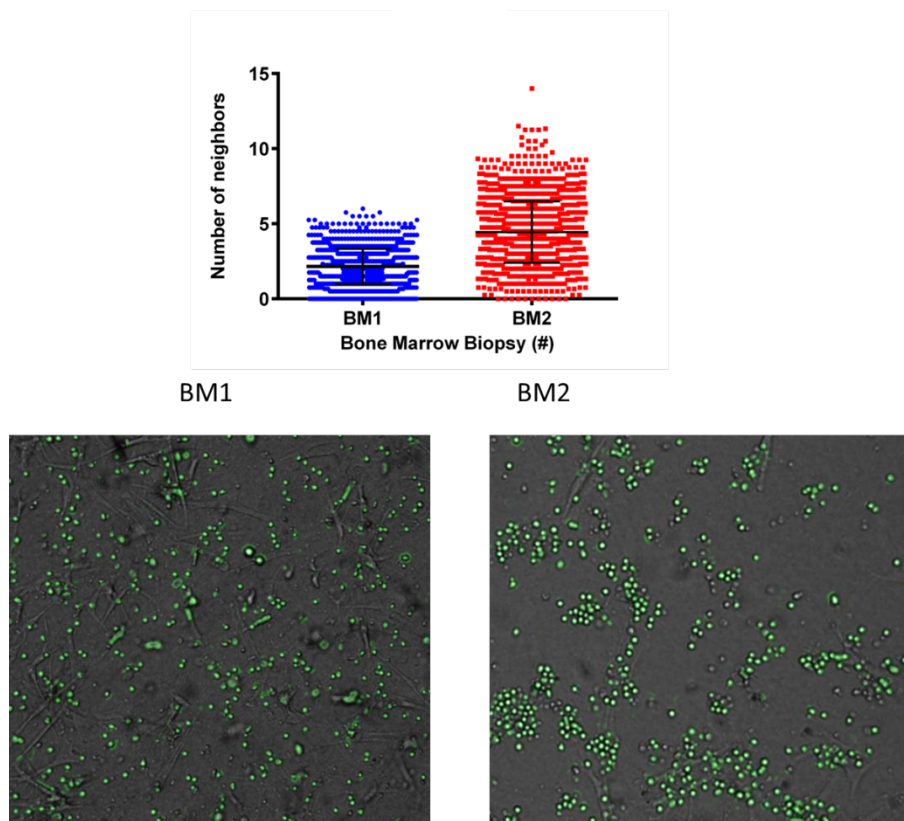 15
10
5
0
Number of neighbors
BM1 BM2
Bone Marrow Biopsy (#)
BM1 BM2